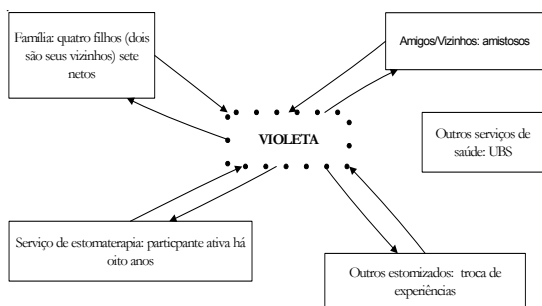 Família: quatro filhos (dois
são seus vizinhos) sete
netos
Amigos/Vizinhos: amistosos
VIOLETA
Outros serviços de
saúde: UBS
Serviço de estomaterapia: particpante ativa há
oito anos
Outros estomizados: troca de
experiências